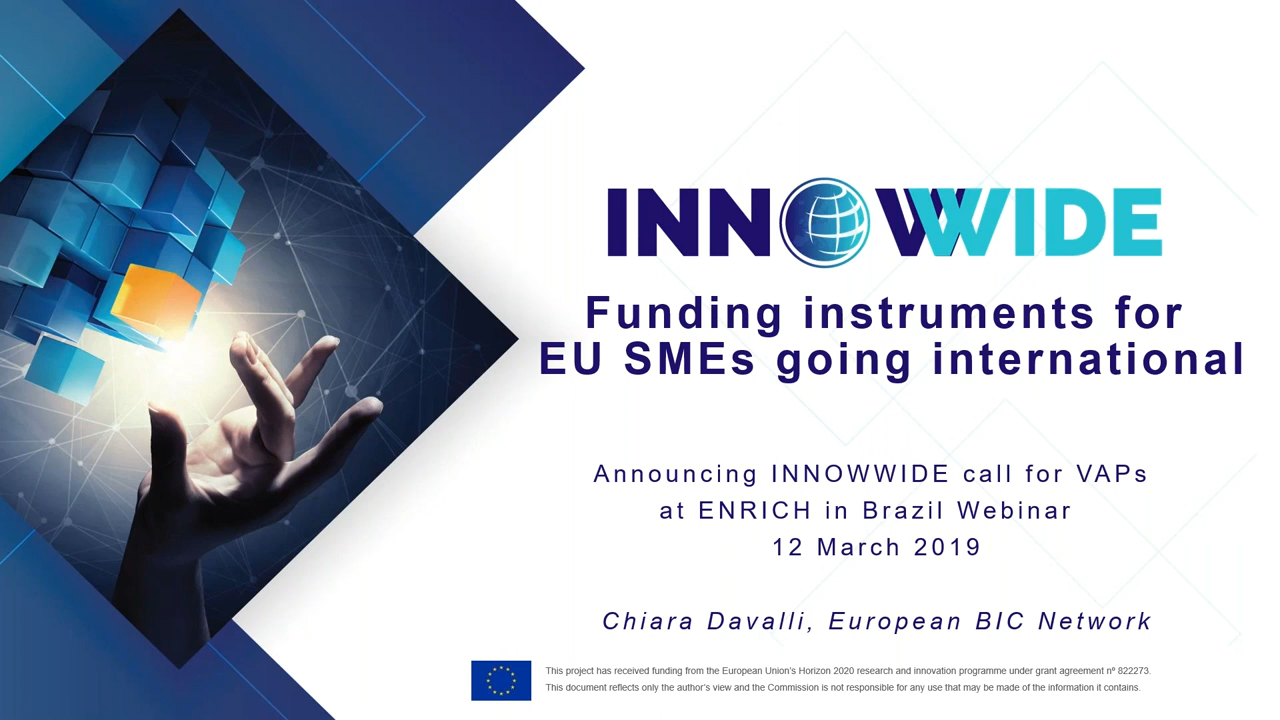 INNOWWIDE
Funding instruments for
EU SMEs going international
Announcing INNOWWIDE call for VAPs
at ENRICH in Brazil Webinar
12 March 2019
Chiara Davalli, European BIC Network
This project has received funding from the European Union's Horizon 2020 research and innovation programme under grant agreement nº 822273.
This document reflects only the author's view and the Commission is not responsible for any use that may be made of the information it contains.